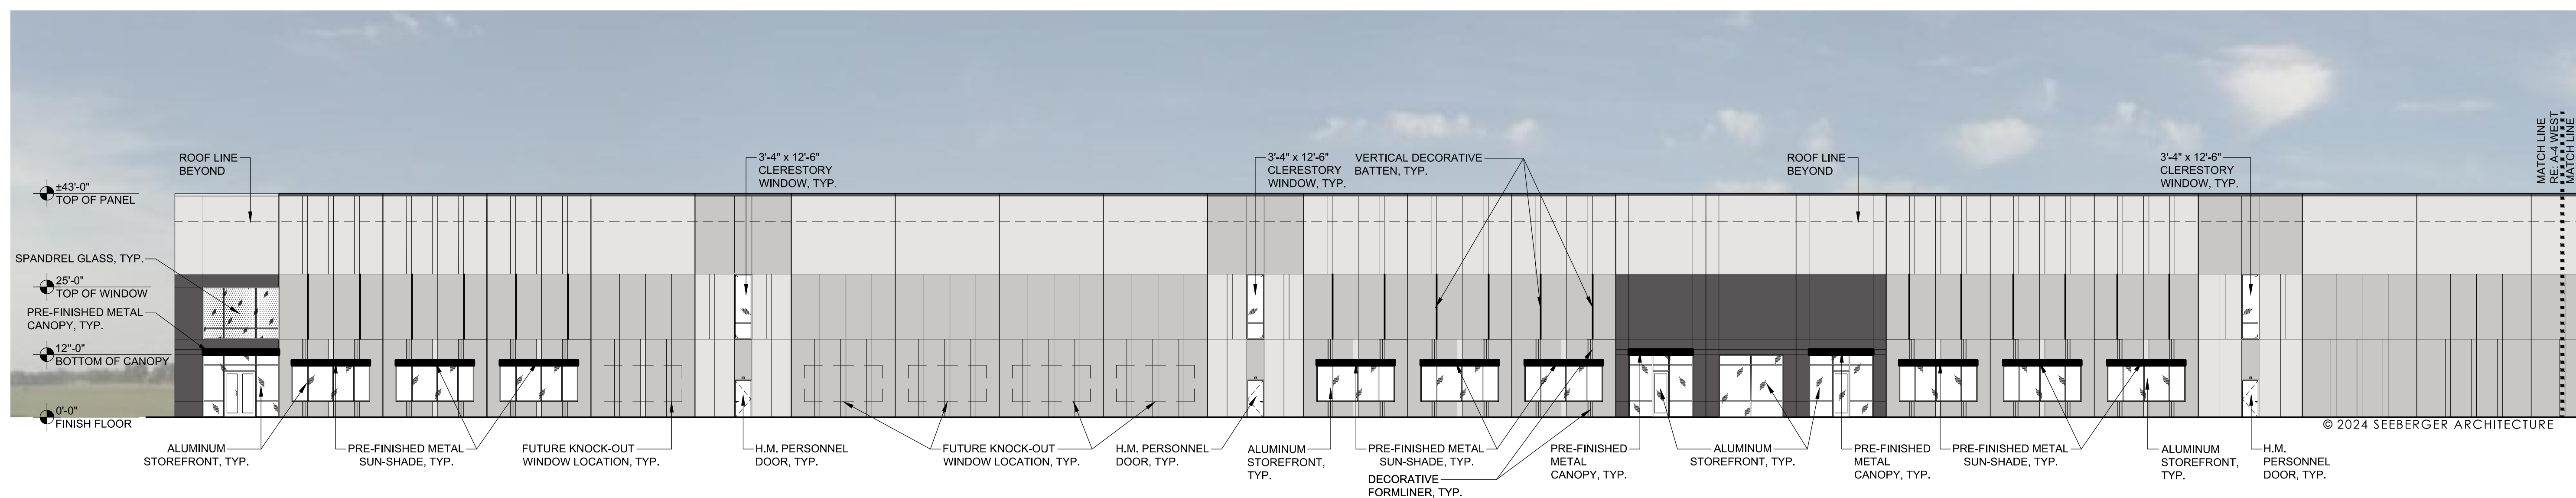 ROOF LINE
BEYOND
3'-4" x 12'-6"
CLERESTORY
WINDOW, TYP.
3'-4" x 12'-6"
CLERESTORY
WINDOW, TYP.
VERTICAL DECORATIVE
BATTEN, TYP.
ROOF LINE
BEYOND
3'-4" x 12'-6"
CLERESTORY
WINDOW, TYP.
MATCH LINE
RE: A-4 WEST
MATCH LINE
±43'-0"
TOP OF PANEL
SPANDREL GLASS, TYP.
25'-0"
TOP OF WINDOW
PRE-FINISHED METAL
CANOPY, TYP.
12"-0"
BOTTOM OF CANOPY
0'-0"
FINISH FLOOR
ALUMINUM
STOREFRONT, TYP.
PRE-FINISHED METAL
SUN-SHADE, TYP.
FUTURE KNOCK-OUT
WINDOW LOCATION, TYP.
H.M. PERSONNEL
DOOR, TYP.
FUTURE KNOCK-OUT
WINDOW LOCATION, TYP.
H.M. PERSONNEL
DOOR, TYP.
ALUMINUM
STOREFRONT,
TYP.
PRE-FINISHED METAL
SUN-SHADE, TYP.
DECORATIVE
FORMLINER, TYP.
PRE-FINISHED
METAL
CANOPY, TYP.
ALUMINUM
STOREFRONT, TYP.
PRE-FINISHED
METAL
CANOPY, TYP.
PRE-FINISHED METAL
SUN-SHADE, TYP.
ALUMINUM
STOREFRONT,
TYP.
H.M.
PERSONNEL
DOOR, TYP.
© 2024 SEEBERGER ARCHITECTURE